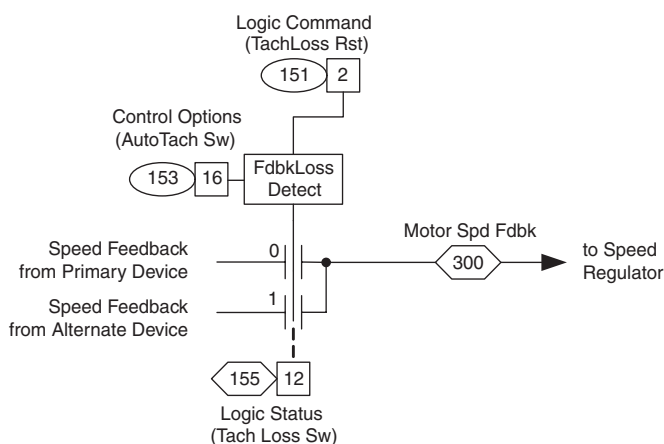 Logic Command
(TachLoss Rst)
151 2
Control Options
(AutoTach Sw)
153 16
FdbkLoss
Detect
Speed Feedback
from Primary Device
0
Motor Spd Fdbk
300
to Speed
Regulator
Speed Feedback
from Alternate Device
1
155 12
Logic Status
(Tach Loss Sw)